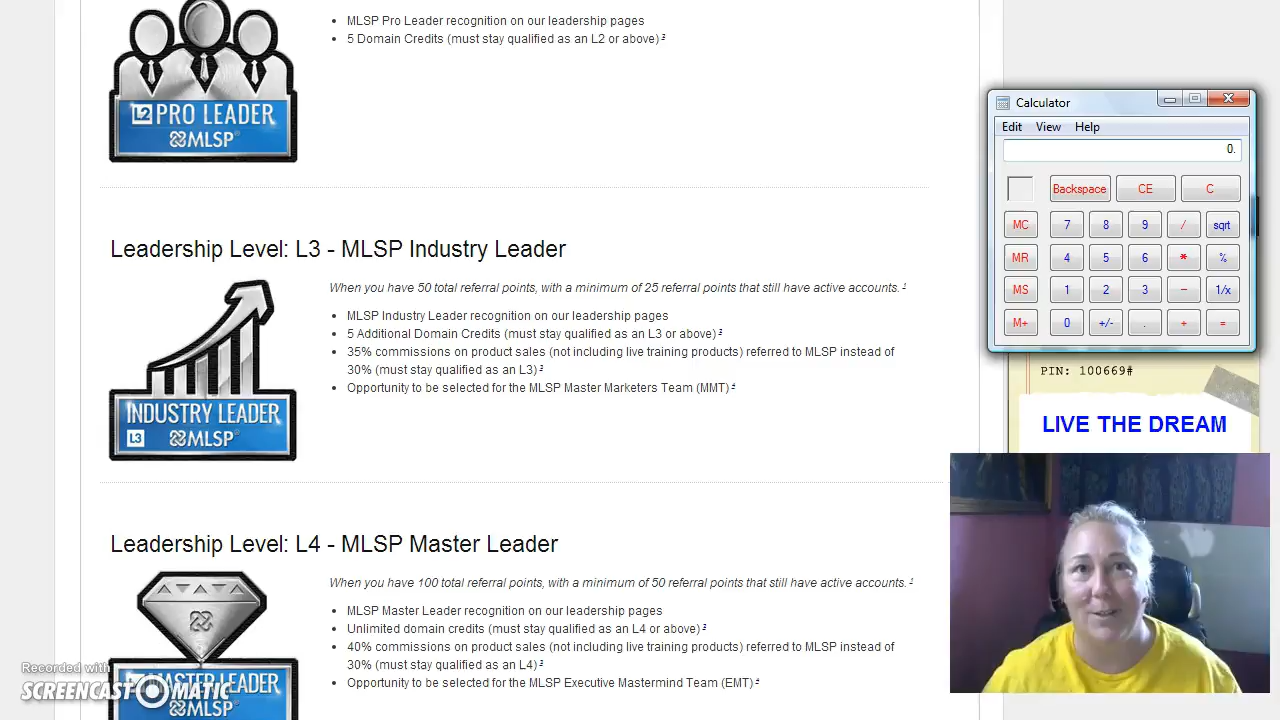 MLSP Pro Leader recognition on our leadership pages
5 Domain Credits (must stay qualified as an L2 or above)
L2 PRO LEADER
MLSP®
Leadership Level: L3 - MLSP Industry Leader
When you have 50 total referral points, with a minimum of 25 referral points that still have active accounts.
MLSP Industry Leader recognition on our leadership pages
5 Additional Domain Credits (must stay qualified as an L3 or above)
35% commissions on product sales (not including live training products) referred to MLSP instead of
30% (must stay qualified as an L3)
Opportunity to be selected for the MLSP Master Marketers Team (MMT)
INDUSTRY LEADER
L3 MLSP®
Leadership Level: L4 - MLSP Master Leader
When you have 100 total referral points, with a minimum of 50 referral points that still have active accounts.
MLSP Master Leader recognition on our leadership pages
Unlimited domain credits (must stay qualified as an L4 or above)
40% commissions on product sales (not including live training products) referred to MLSP instead of
30% (must stay qualified as an L4)
Opportunity to be selected for the MLSP Executive Mastermind Team (EMT)
MASTER LEADER
MLSP®
Recorded with
SCREENCAST-O-MATIC
Calculator
Edit View Help
0.
Backspace CE C
MC 7 8 9 / sqrt
MR 4 5 6 * %
MS 1 2 3 - 1/x
M+ 0 +/- . + =
PIN: 100669#
LIVE THE DREAM